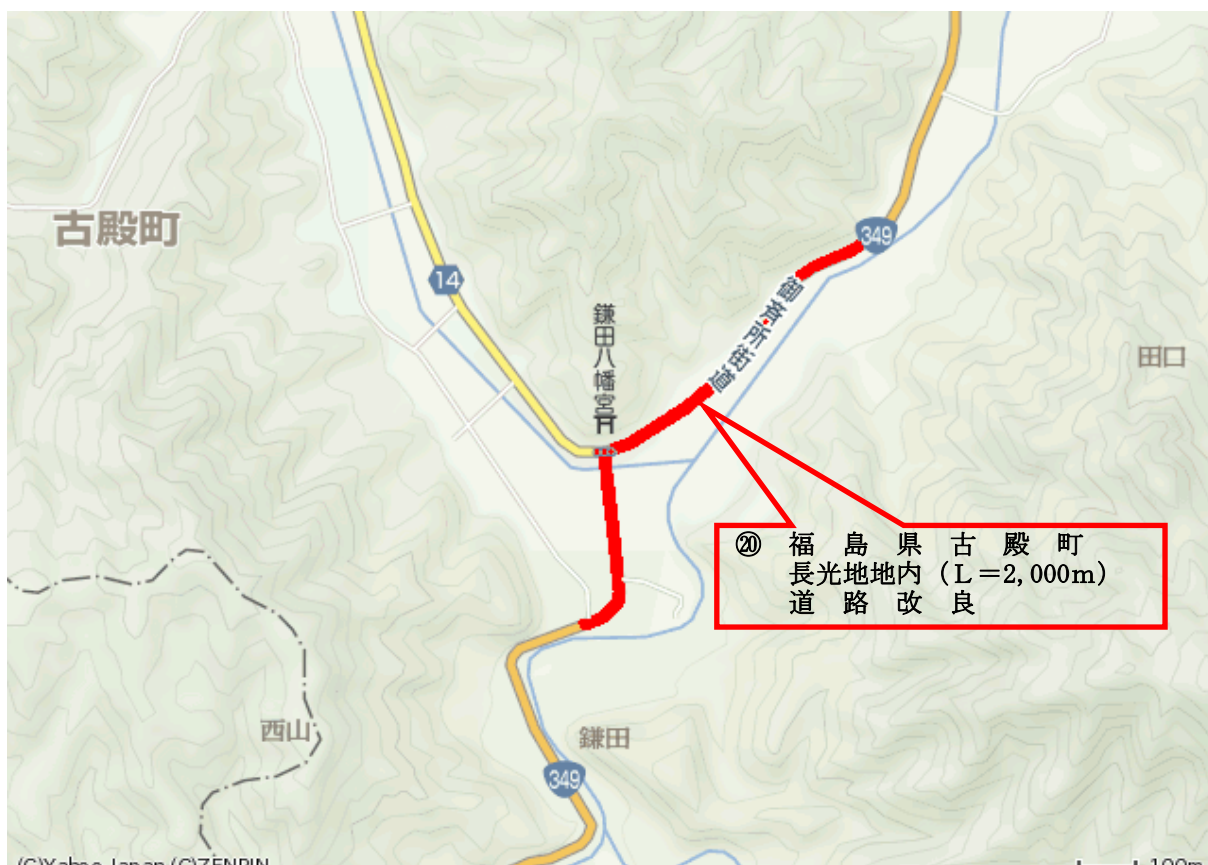 古殿町
349
14
御斎所街道
鎌田八幡宮
田口
⑳ 福島県古殿町
長光地地内（L=2,000m）
道路改良
西山
鎌田
349
(C)Yahoo Japan,(C)ZENRIN
100m